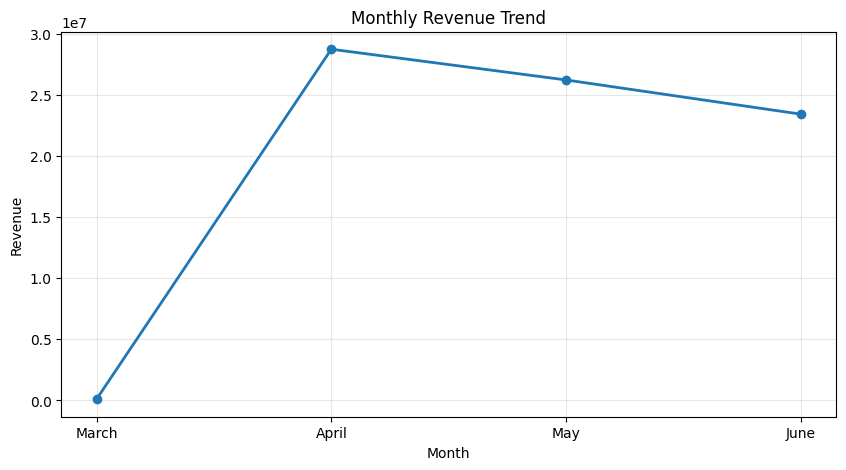 Monthly Revenue Trend
1e7
3.0
2.5
2.0
1.5
1.0
0.5
0.0
Revenue
March April May June
Month